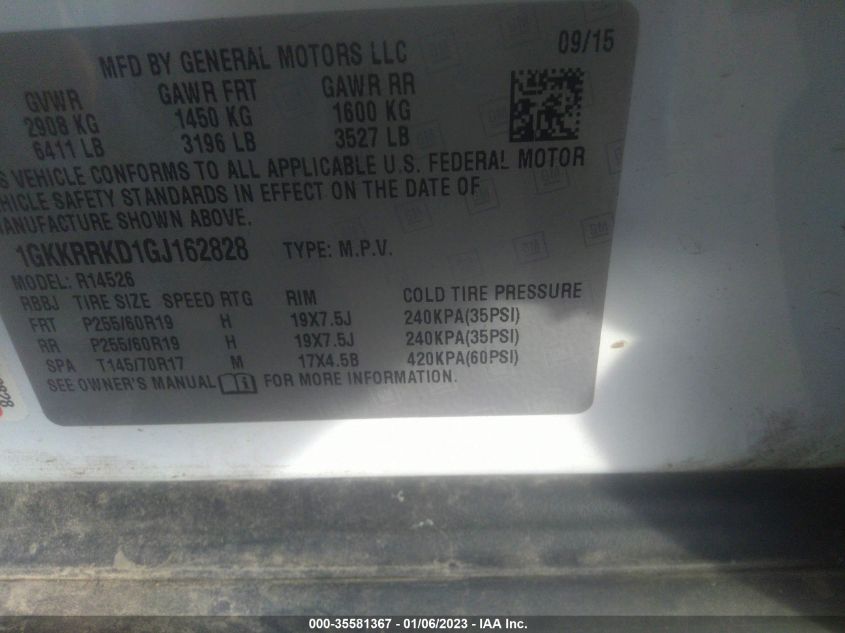 MFD BY GENERAL MOTORS LLC 09/15
GVWR GAWR FRT GAWR RR
2908 KG 1450 KG 1600 KG
6411 LB 3196 LB 3527 LB
S VEHICLE CONFORMS TO ALL APPLICABLE U.S. FEDERAL MOTOR
EHICLE SAFETY STANDARDS IN EFFECT ON THE DATE OF
ANUFACTURE SHOWN ABOVE.
1GKKRRKD1GJ162828 TYPE: M.P.V.
MODEL: R14526
RBBJ TIRE SIZE SPEED RTG RIM COLD TIRE PRESSURE
FRT P255/60R19 H 19X7.5J 240KPA(35PSI)
RR P255/60R19 H 19X7.5J 240KPA(35PSI)
SPA T145/70R17 M 17X4.5B 420KPA(60PSI)
SEE OWNER'S MANUAL FOR MORE INFORMATION.
000-35581367 - 01/06/2023 - IAA Inc.